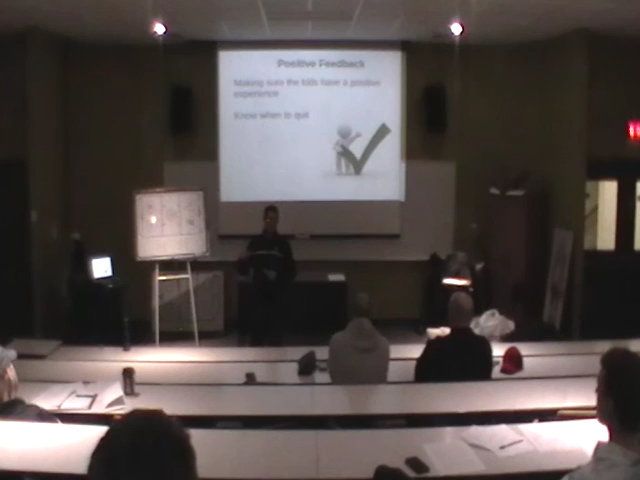 Positive Feedback
Making sure the kids have a positive
experience
Know when to quit